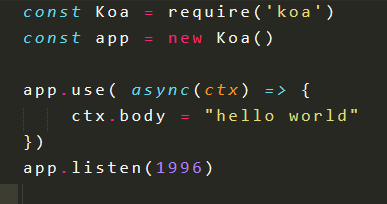 const Koa = require('koa')
const app = new Koa()
app.use( async(ctx) => {
ctx.body = "hello world"
})
app.listen(1996)